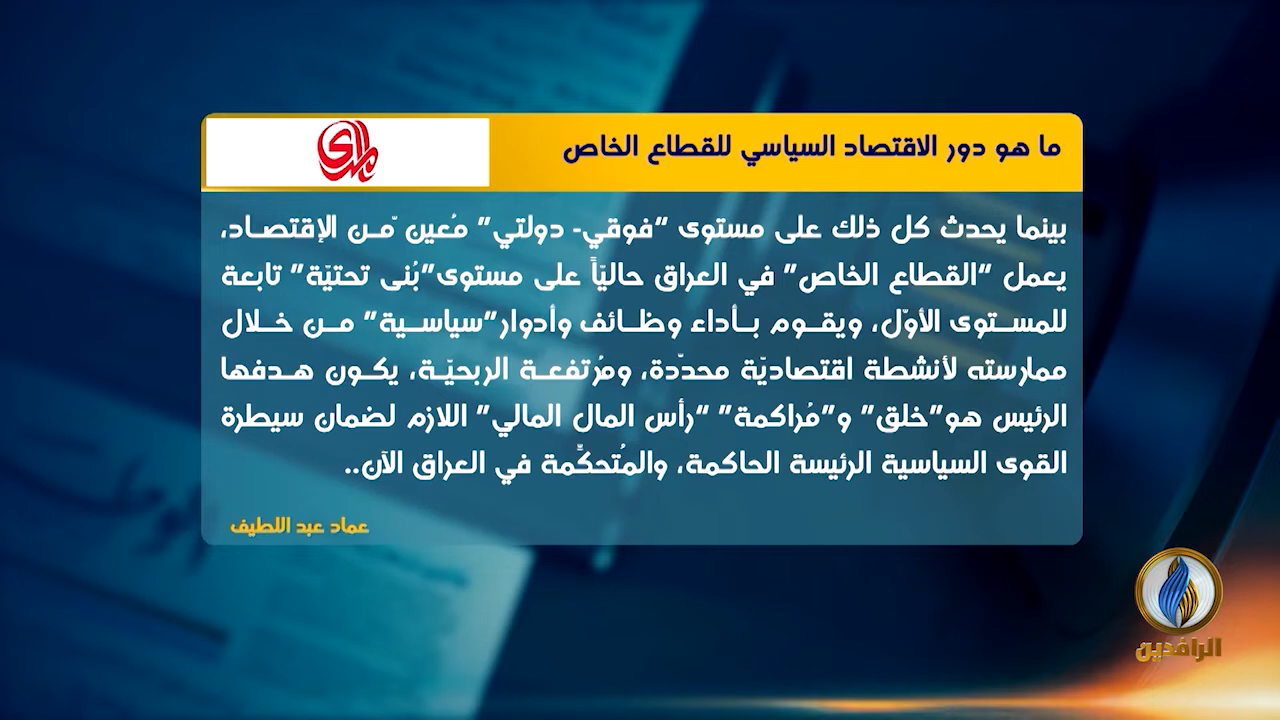 المدى
ما هو دور الاقتصاد السياسي للقطاع الخاص
بينما يحدث كل ذلك على مستوى “فوقي- دولتي” مُعين مّن الإقتصاد،
يعمل “القطاع الخاص” في العراق حاليّاً على مستوى”بُنى تحتيّة” تابعة
للمستوى الأوّل، ويقوم بأداء وظائف وأدوار”سياسية” من خلال
ممارسته لأنشطة اقتصاديّة محدّدة، ومُرتفعة الربحيّة، يكون هدفها
الرئيس هو”خلق” و”مُراكمة” “رأس المال المالي” اللازم لضمان سيطرة
القوى السياسية الرئيسة الحاكمة، والمُتحكِّمة في العراق الآن..
عماد عبد اللطيف
الرافدين